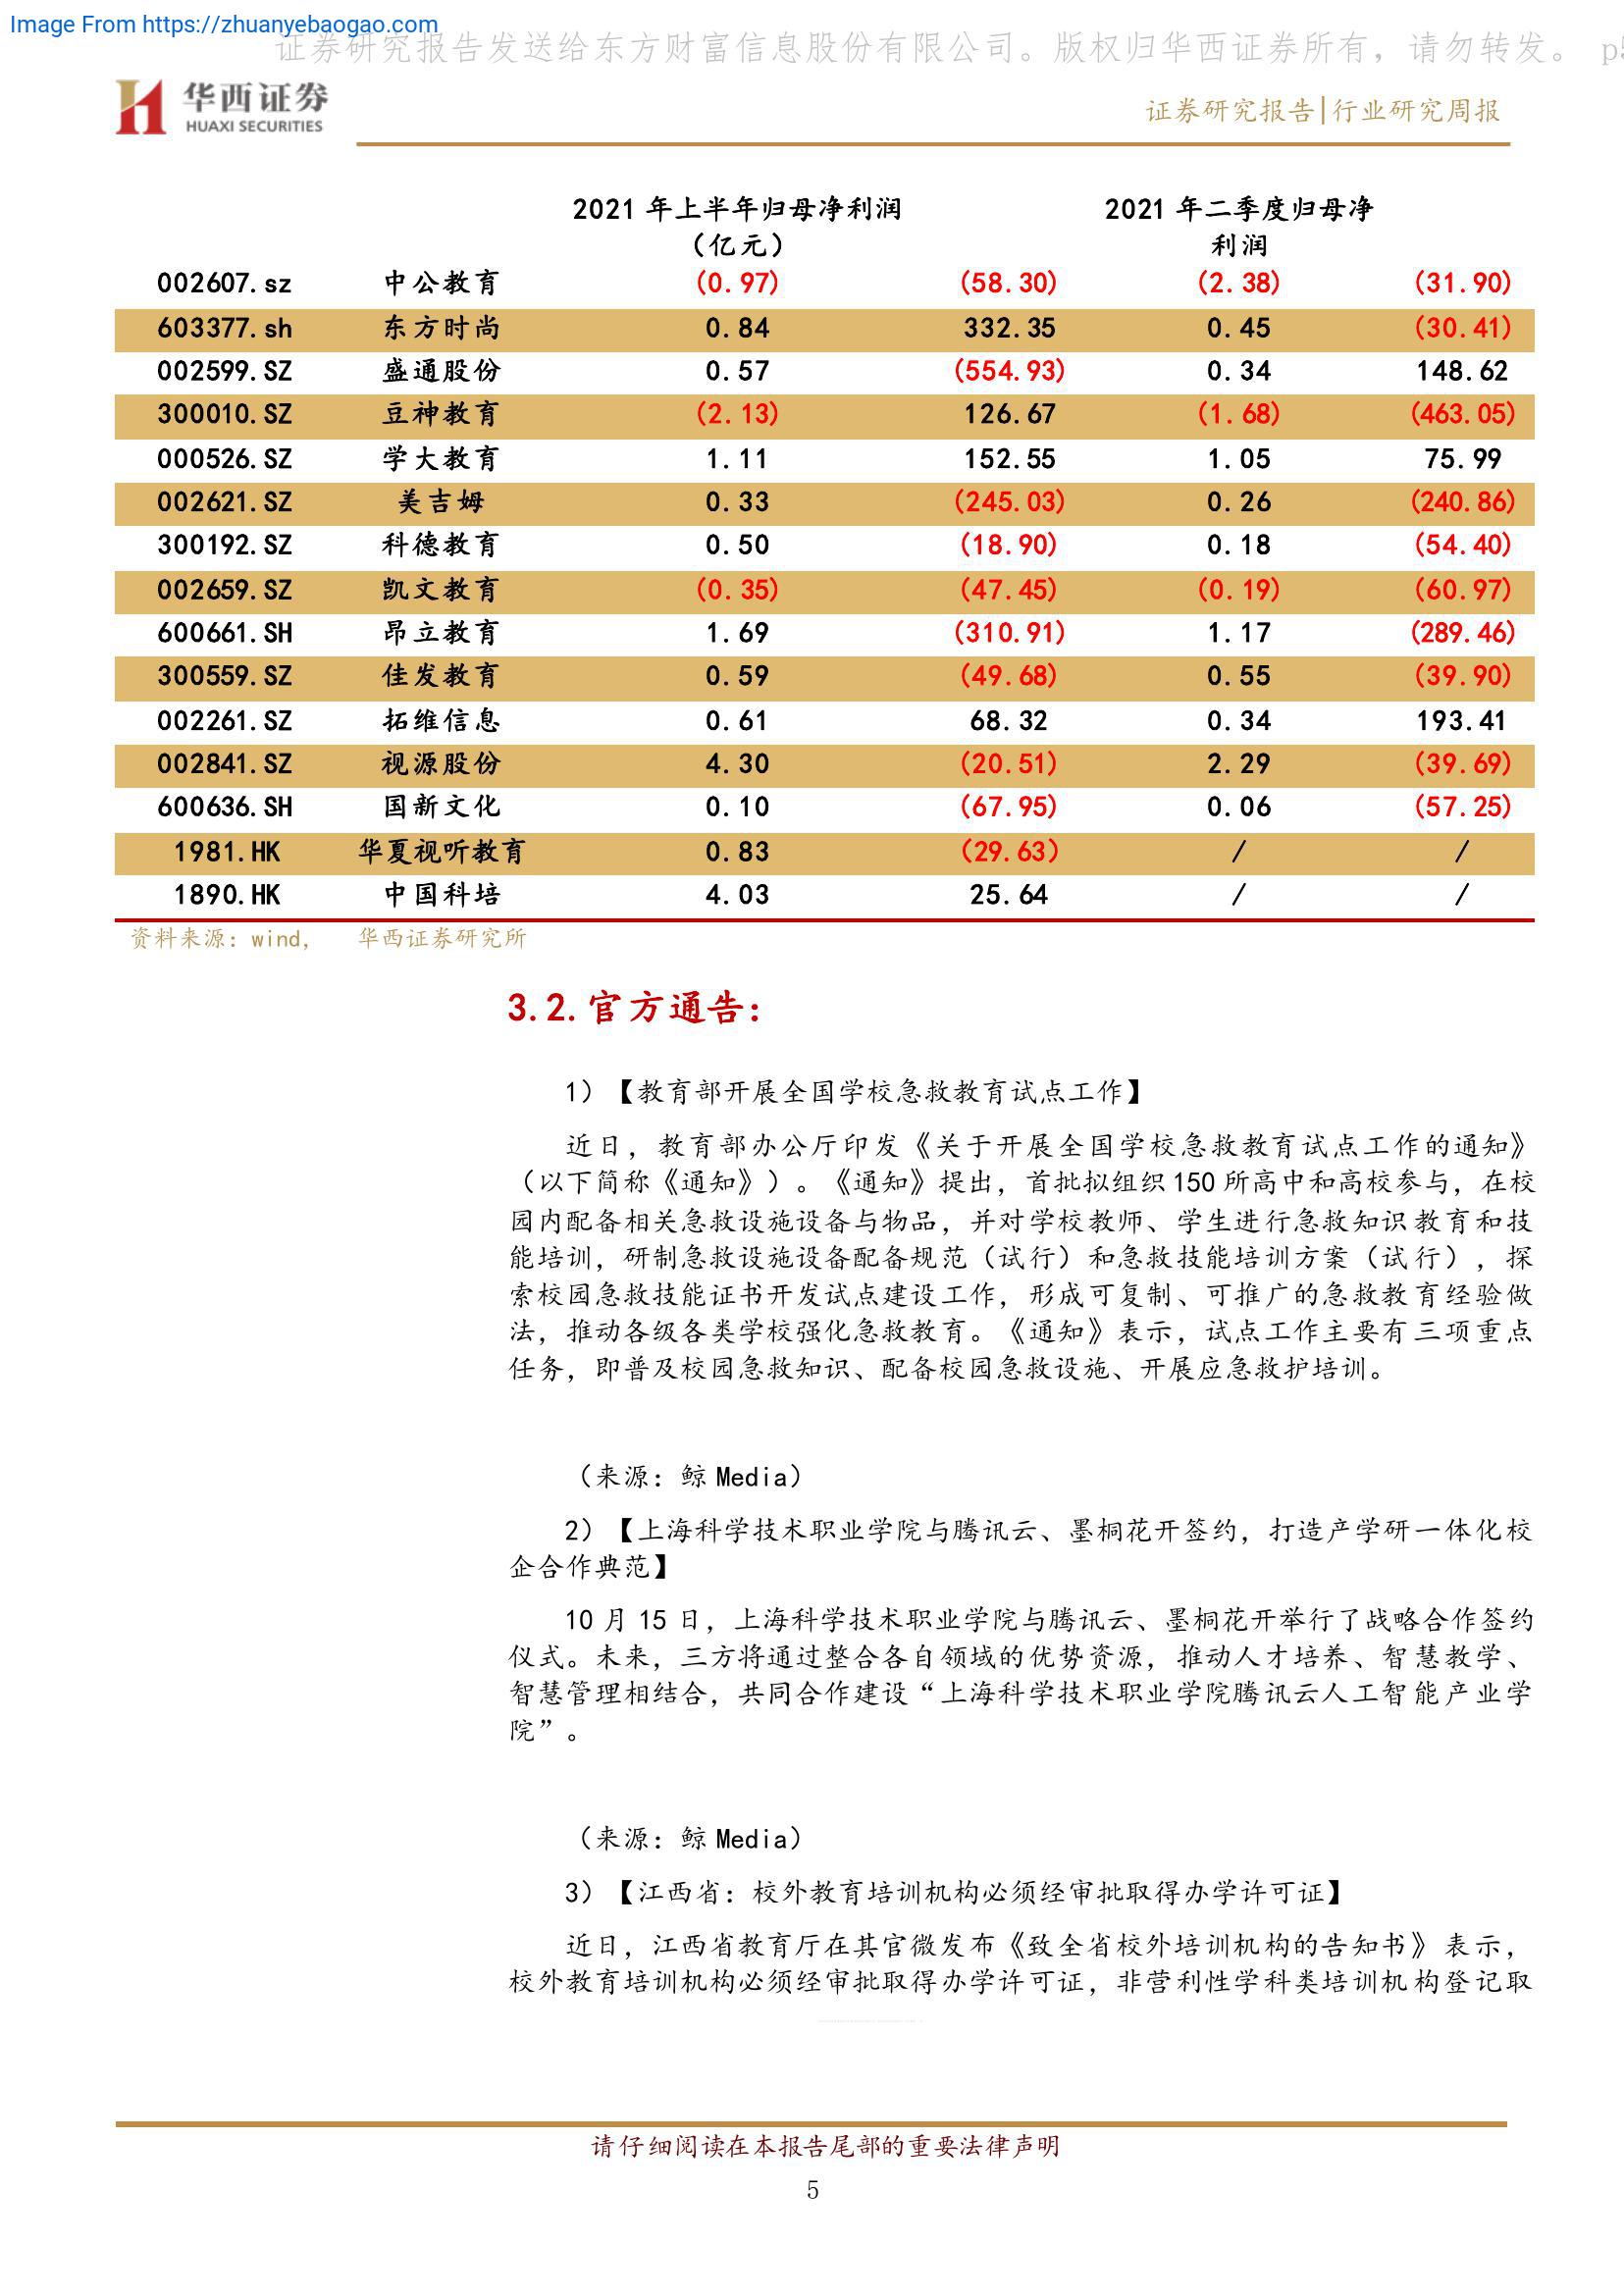 Image From https://zhuanyebaogao.com
证券研究报告发送给东方财富信息股份有限公司。版权归华西证券所有，请勿转发。 p5
华西证券
HUAXI SECURITIES
证券研究报告|行业研究周报
2021 年上半年归母净利润 2021 年二季度归母净
（亿元） 利润
002607.sz 中公教育 (0.97) (58.30) (2.38) (31.90)
603377.sh 东方时尚 0.84 332.35 0.45 (30.41)
002599.SZ 盛通股份 0.57 (554.93) 0.34 148.62
300010.SZ 豆神教育 (2.13) 126.67 (1.68) (463.05)
000526.SZ 学大教育 1.11 152.55 1.05 75.99
002621.SZ 美吉姆 0.33 (245.03) 0.26 (240.86)
300192.SZ 科德教育 0.50 (18.90) 0.18 (54.40)
002659.SZ 凯文教育 (0.35) (47.45) (0.19) (60.97)
600661.SH 昂立教育 1.69 (310.91) 1.17 (289.46)
300559.SZ 佳发教育 0.59 (49.68) 0.55 (39.90)
002261.SZ 拓维信息 0.61 68.32 0.34 193.41
002841.SZ 视源股份 4.30 (20.51) 2.29 (39.69)
600636.SH 国新文化 0.10 (67.95) 0.06 (57.25)
1981.HK 华夏视听教育 0.83 (29.63) / /
1890.HK 中国科培 4.03 25.64 / /
资料来源：wind， 华西证券研究所
3.2.官方通告：
1）【教育部开展全国学校急救教育试点工作】
近日，教育部办公厅印发《关于开展全国学校急救教育试点工作的通知》
（以下简称《通知》）。《通知》提出，首批拟组织 150 所高中和高校参与，在校
园内配备相关急救设施设备与物品，并对学校教师、学生进行急救知识教育和技
能培训，研制急救设施设备配备规范（试行）和急救技能培训方案（试行），探
索校园急救技能证书开发试点建设工作，形成可复制、可推广的急救教育经验做
法，推动各级各类学校强化急救教育。《通知》表示，试点工作主要有三项重点
任务，即普及校园急救知识、配备校园急救设施、开展应急救护培训。
（来源：鲸 Media）
2）【上海科学技术职业学院与腾讯云、墨桐花开签约，打造产学研一体化校
企合作典范】
10 月 15 日，上海科学技术职业学院与腾讯云、墨桐花开举行了战略合作签约
仪式。未来，三方将通过整合各自领域的优势资源，推动人才培养、智慧教学、
智慧管理相结合，共同合作建设“上海科学技术职业学院腾讯云人工智能产业学
院”。
（来源：鲸 Media）
3）【江西省：校外教育培训机构必须经审批取得办学许可证】
近日，江西省教育厅在其官微发布《致全省校外培训机构的告知书》表示，
校外教育培训机构必须经审批取得办学许可证，非营利性学科类培训机构登记取
请仔细阅读在本报告尾部的重要法律声明
5